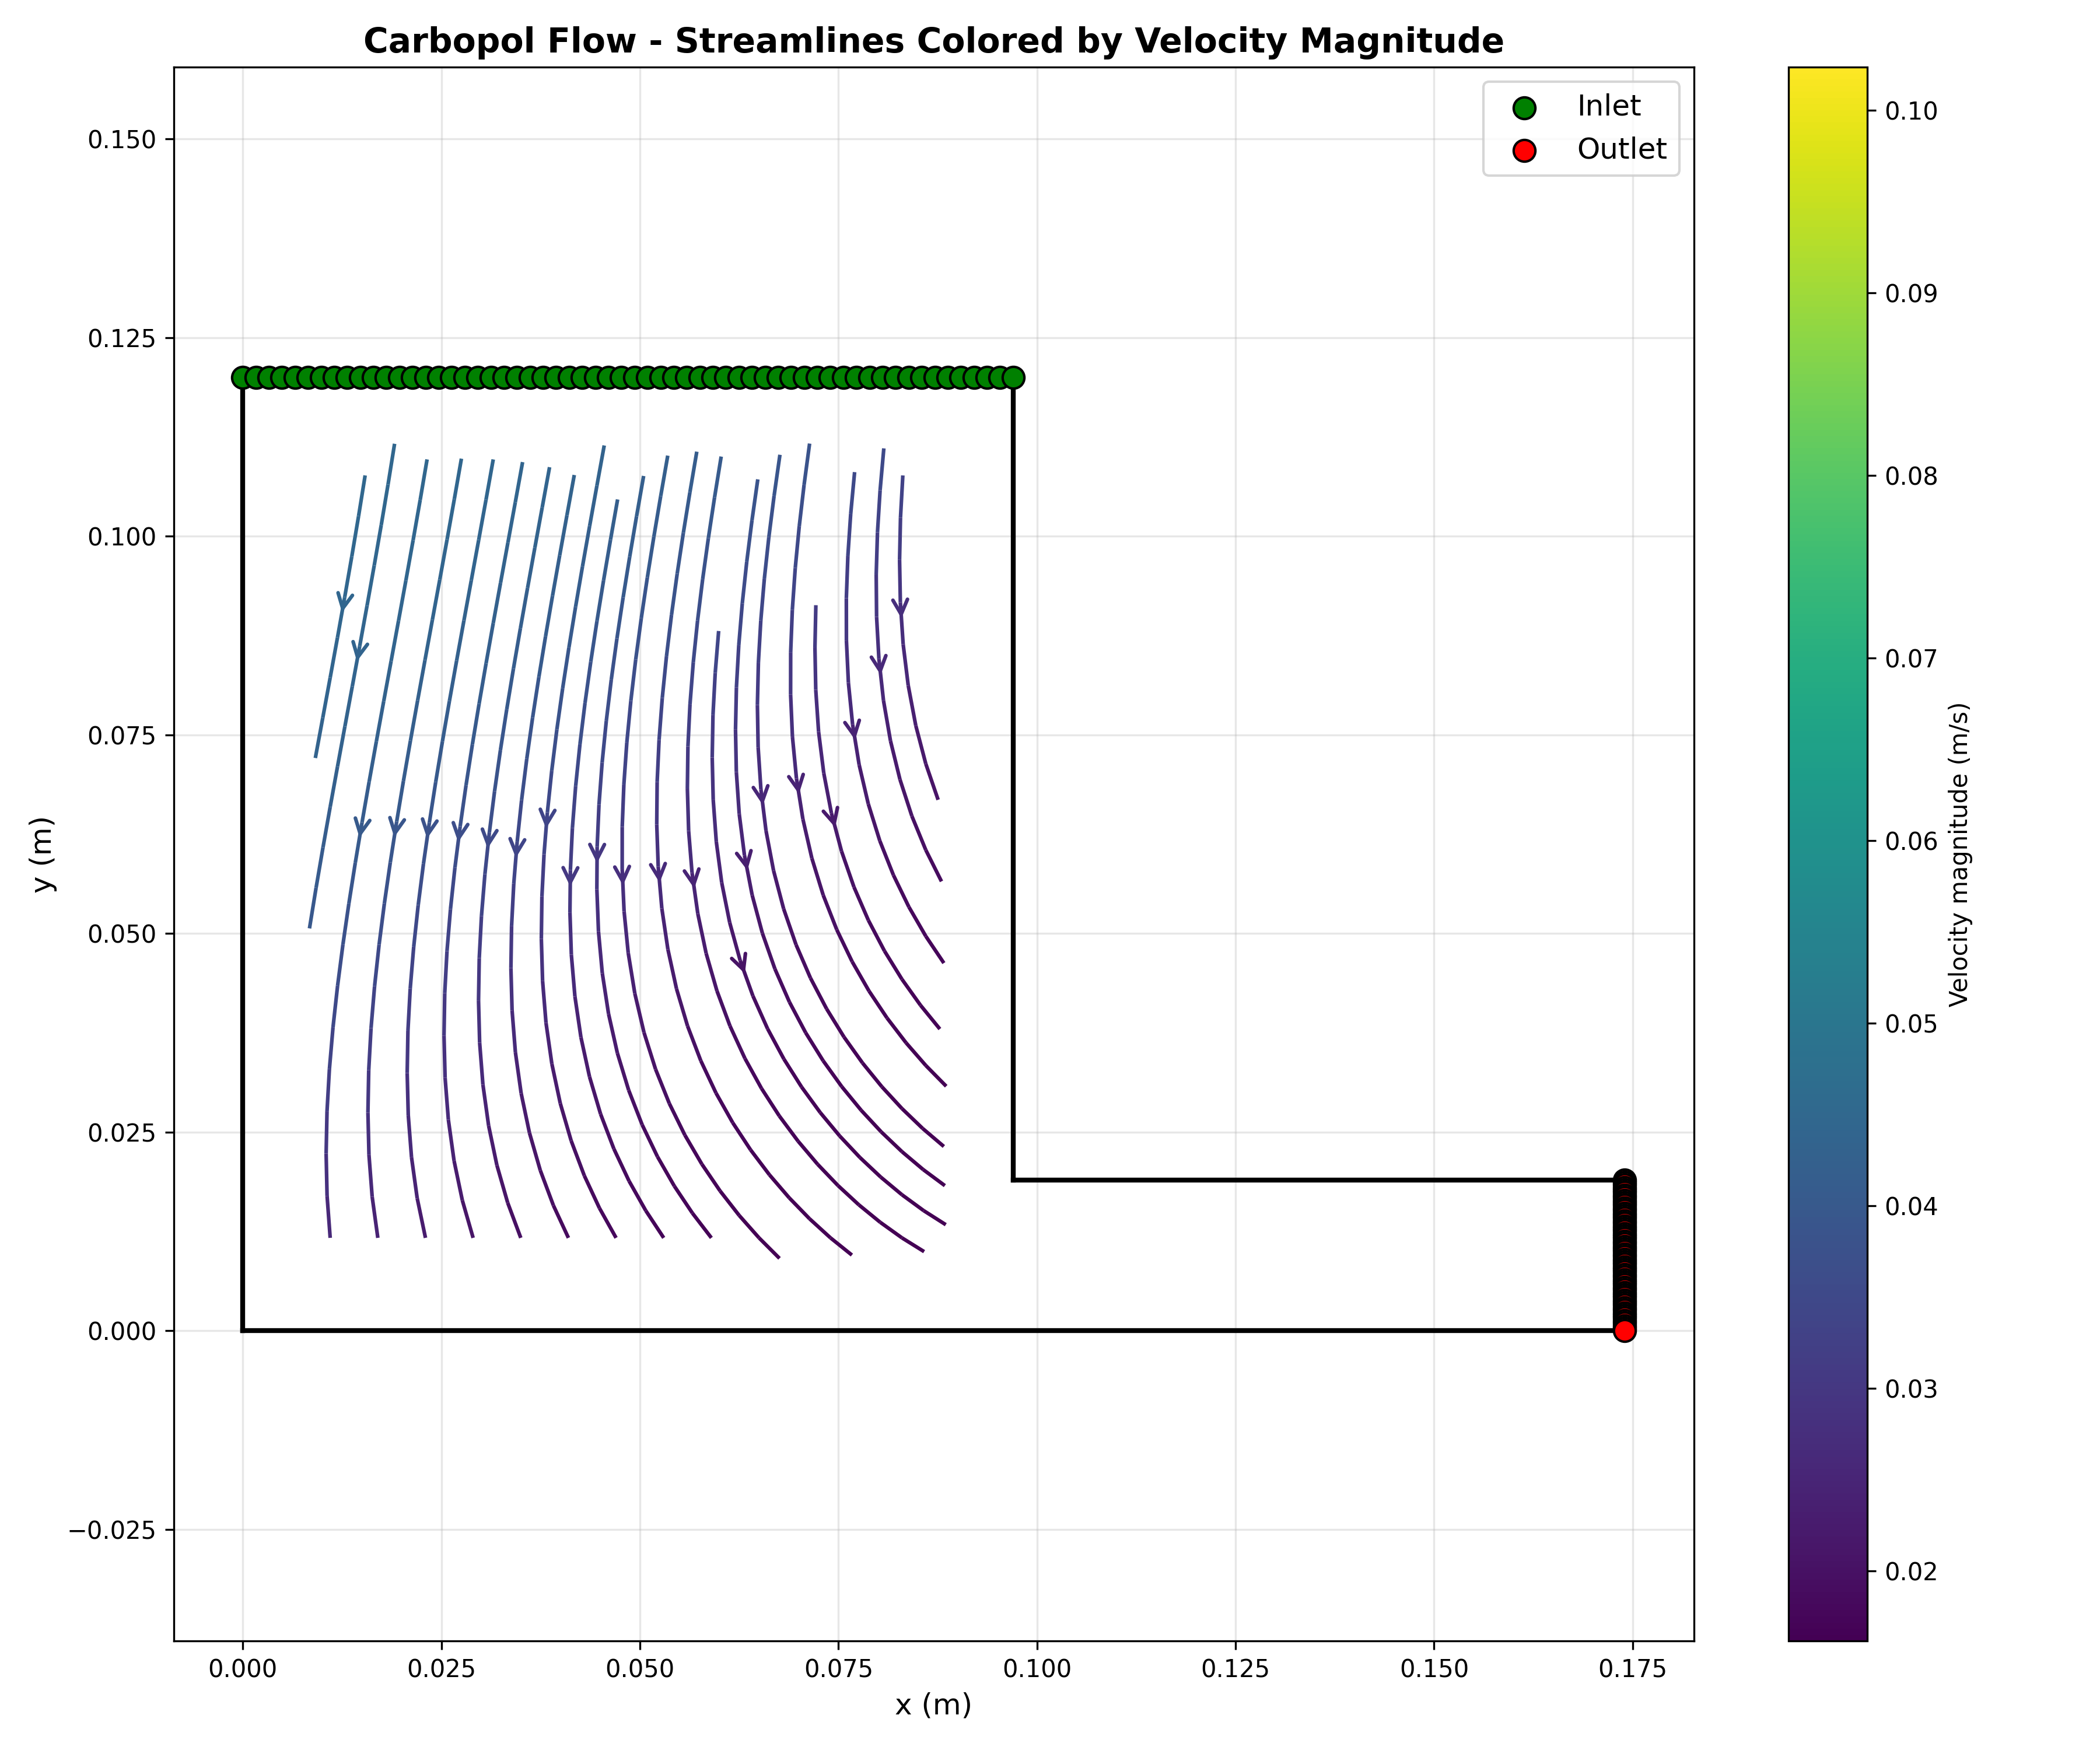 Carbopol Flow - Streamlines Colored by Velocity Magnitude
Inlet
Outlet
0.150
0.125
0.100
0.075
0.050
0.025
0.000
−0.025
y (m)
0.000 0.025 0.050 0.075 0.100 0.125 0.150 0.175
x (m)
0.10
0.09
0.08
0.07
0.06
0.05
0.04
0.03
0.02
Velocity magnitude (m/s)